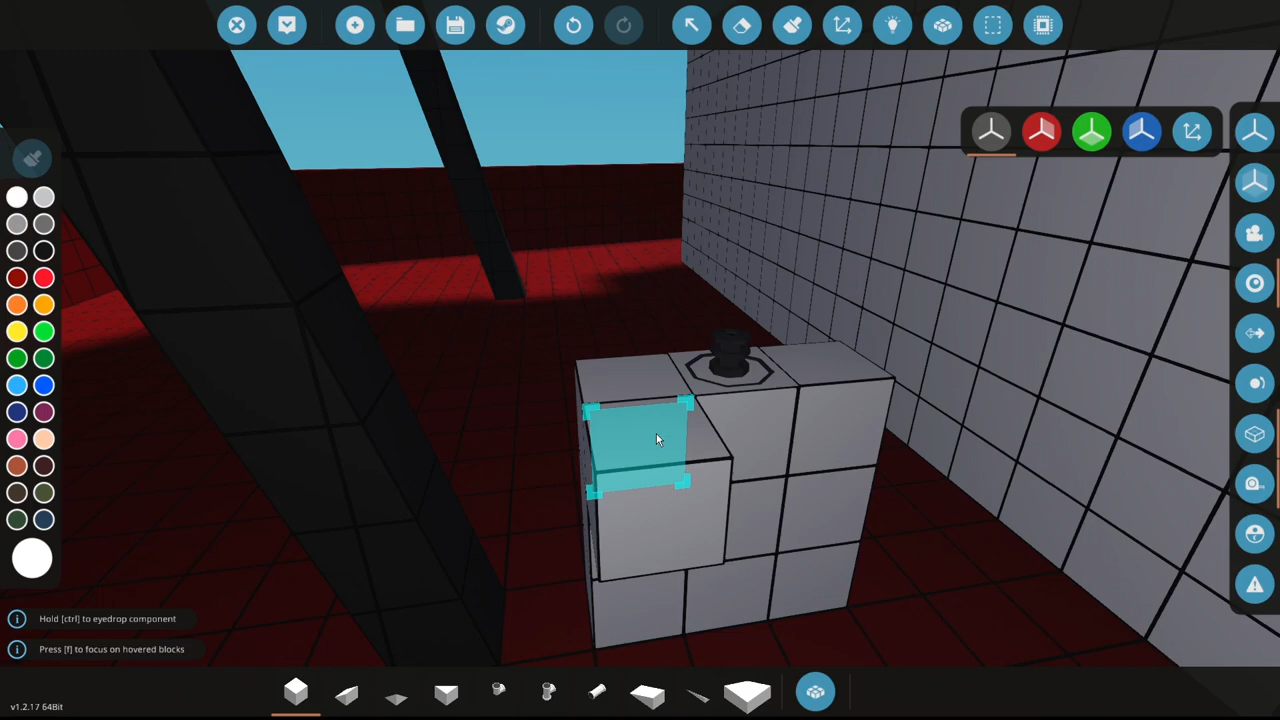 Hold [ctrl] to eyedrop component
Press [f] to focus on hovered blocks
v1.2.17 64Bit